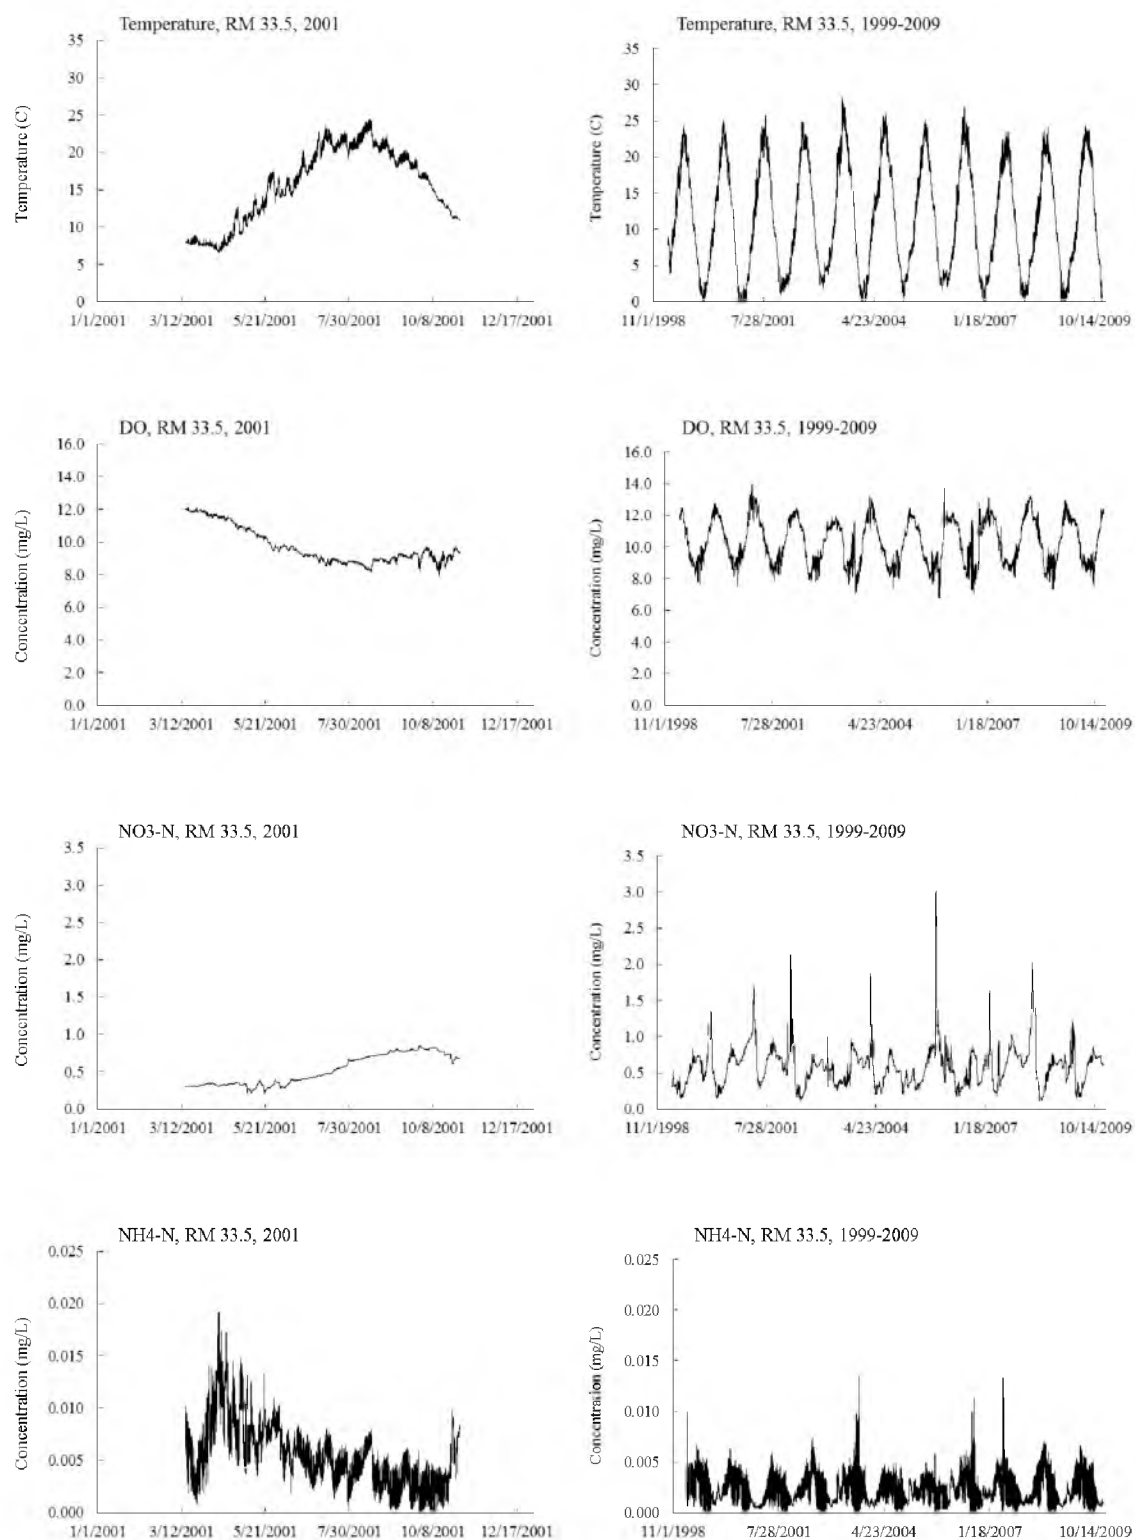 Temperature, RM 33.5, 2001
Temperature (C)
35
30
25
20
15
10
5
0
1/1/2001 3/12/2001 5/21/2001 7/30/2001 10/8/2001 12/17/2001
Temperature, RM 33.5, 1999-2009
Temperature (C)
35
30
25
20
15
10
5
0
11/1/1998 7/28/2001 4/23/2004 1/18/2007 10/14/2009
DO, RM 33.5, 2001
Concentration (mg/L)
16.0
14.0
12.0
10.0
8.0
6.0
4.0
2.0
0.0
1/1/2001 3/12/2001 5/21/2001 7/30/2001 10/8/2001 12/17/2001
DO, RM 33.5, 1999-2009
Concentration (mg/L)
16.0
14.0
12.0
10.0
8.0
6.0
4.0
2.0
0.0
11/1/1998 7/28/2001 4/23/2004 1/18/2007 10/14/2009
NO3-N, RM 33.5, 2001
Concentration (mg/L)
3.5
3.0
2.5
2.0
1.5
1.0
0.5
0.0
1/1/2001 3/12/2001 5/21/2001 7/30/2001 10/8/2001 12/17/2001
NO3-N, RM 33.5, 1999-2009
Concentration (mg/L)
3.5
3.0
2.5
2.0
1.5
1.0
0.5
0.0
11/1/1998 7/28/2001 4/23/2004 1/18/2007 10/14/2009
NH4-N, RM 33.5, 2001
Concentration (mg/L)
0.025
0.020
0.015
0.010
0.005
0.000
1/1/2001 3/12/2001 5/21/2001 7/30/2001 10/8/2001 12/17/2001
NH4-N, RM 33.5, 1999-2009
Concentration (mg/L)
0.025
0.020
0.015
0.010
0.005
0.000
11/1/1998 7/28/2001 4/23/2004 1/18/2007 10/14/2009